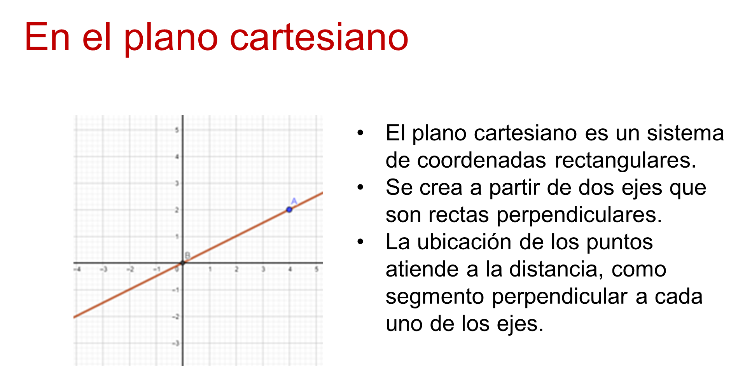 En el plano cartesiano
5
4
3
A
2
1
B
-4 -3 -2 -1 0 1 2 3 4 5
-1
-2
-3
• El plano cartesiano es un sistema
de coordenadas rectangulares.
• Se crea a partir de dos ejes que
son rectas perpendiculares.
• La ubicación de los puntos
atiende a la distancia, como
segmento perpendicular a cada
uno de los ejes.